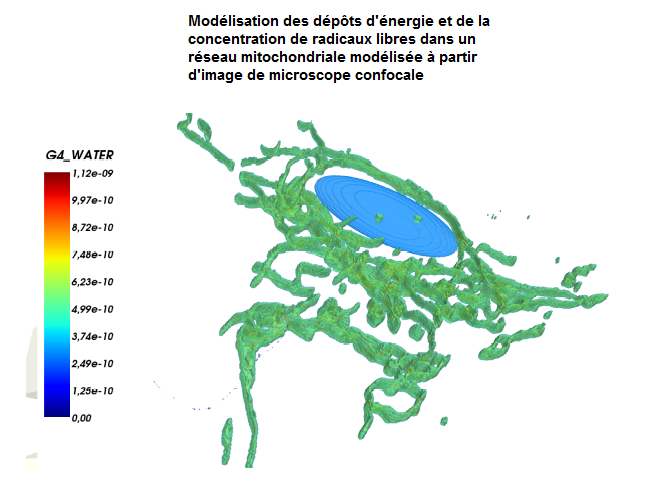 Modélisation des dépôts d'énergie et de la
concentration de radicaux libres dans un
réseau mitochondriale modélisée à partir
d'image de microscope confocale
G4_WATER
1,12e-09
9,97e-10
8,72e-10
7,48e-10
6,23e-10
4,99e-10
3,74e-10
2,49e-10
1,25e-10
0,00